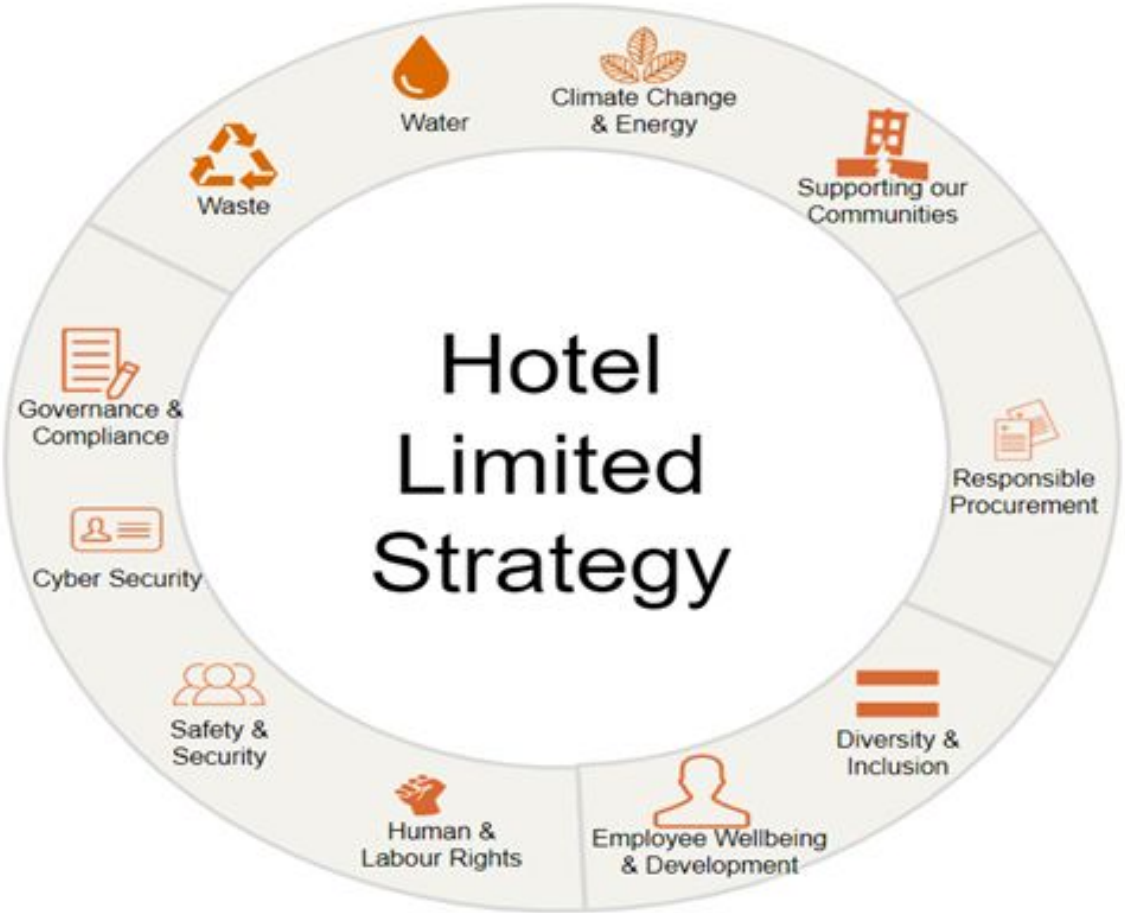 Water
Climate Change
& Energy
Waste
Supporting our
Communities
Hotel
Limited
Strategy
Governance &
Compliance
Responsible
Procurement
Cyber Security
Safety &
Security
Diversity &
Inclusion
Human &
Labour Rights
Employee Wellbeing
& Development